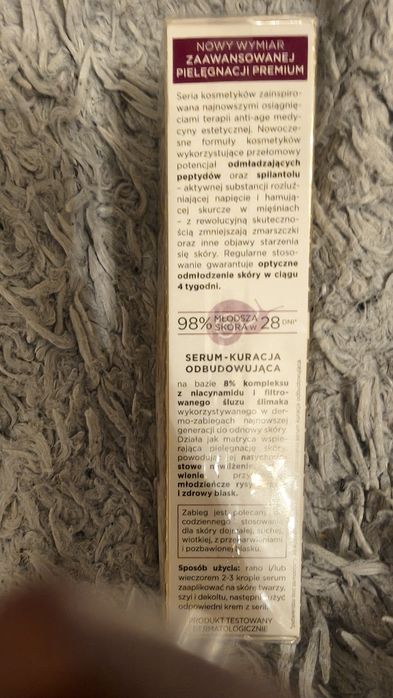 NOWY WYMIAR
ZAAWANSOWANEJ
PIELĘGNACJI PREMIUM
Seria kosmetyków zainspiro-
wana najnowszymi osiągnię-
ciami terapii anti-age medy-
cyny estetycznej. Nowocze-
sne formuły kosmetyków
wykorzystujące przełomowy
potencjał odmładzających
peptydów oraz spilantolu
- aktywnej substancji rozluź-
niającej napięcie i hamują-
cej skurcze w mięśniach
- z rewolucyjną skuteczno-
ścią zmniejszają zmarszczki
oraz inne objawy starzenia
się skóry. Regularne stoso-
wanie gwarantuje optyczne
odmłodzenie skóry w ciągu
4 tygodni.
98% MŁODSZA SKÓRA W 28 DNI*
SERUM-KURACJA
ODBUDOWUJĄCA
na bazie 8% kompleksu
z niacynamidu i filtro-
wanego śluzu ślimaka
wykorzystywanego w der-
mo-zabiegach najnowszej
generacji do odnowy skóry
Działa jak matryca wspie-
rająca pielęgnację skóry
powodując jej natychmia-
stowe nawilżenie
młodzieńcze rysy
i zdrowy blask.
Zabieg jest polecany do
codziennego stosowania
dla skóry dojrzałej, suchej
wiotkiej, z przebarwieniami
i pozbawionej blasku.
Sposób użycia: rano i/lub
wieczorem 2-3 krople serum
zaaplikować na skórę twarzy,
szyi i dekoltu, następnie użyć
odpowiedni krem z serii.
PRODUKT TESTOWANY
DERMATOLOGICZNIE